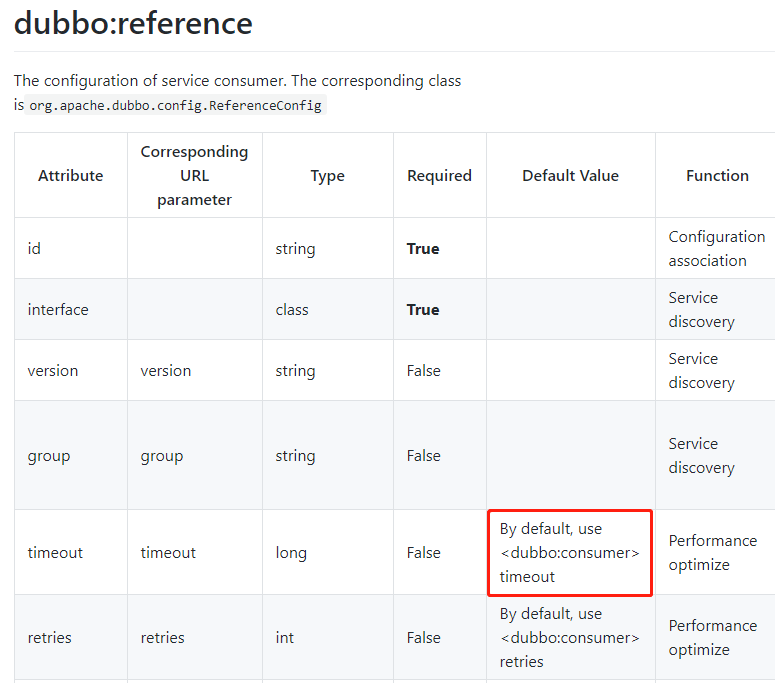 dubbo:reference
The configuration of service consumer. The corresponding class
is org.apache.dubbo.config.ReferenceConfig
Attribute
Corresponding
URL
parameter
Type
Required
Default Value
Function
id
string
True
Configuration
association
interface
class
True
Service
discovery
version
version
string
False
Service
discovery
group
group
string
False
Service
discovery
timeout
timeout
long
False
By default, use
<dubbo:consumer>
timeout
Performance
optimize
retries
retries
int
False
By default, use
<dubbo:consumer>
retries
Performance
optimize